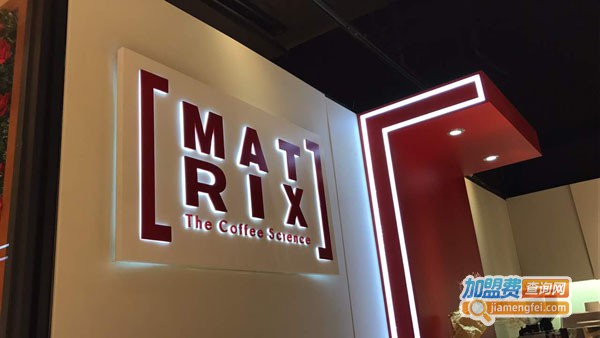 [MAT
RIX]
The Coffee Science
加盟费查询网
jiamengfei.com